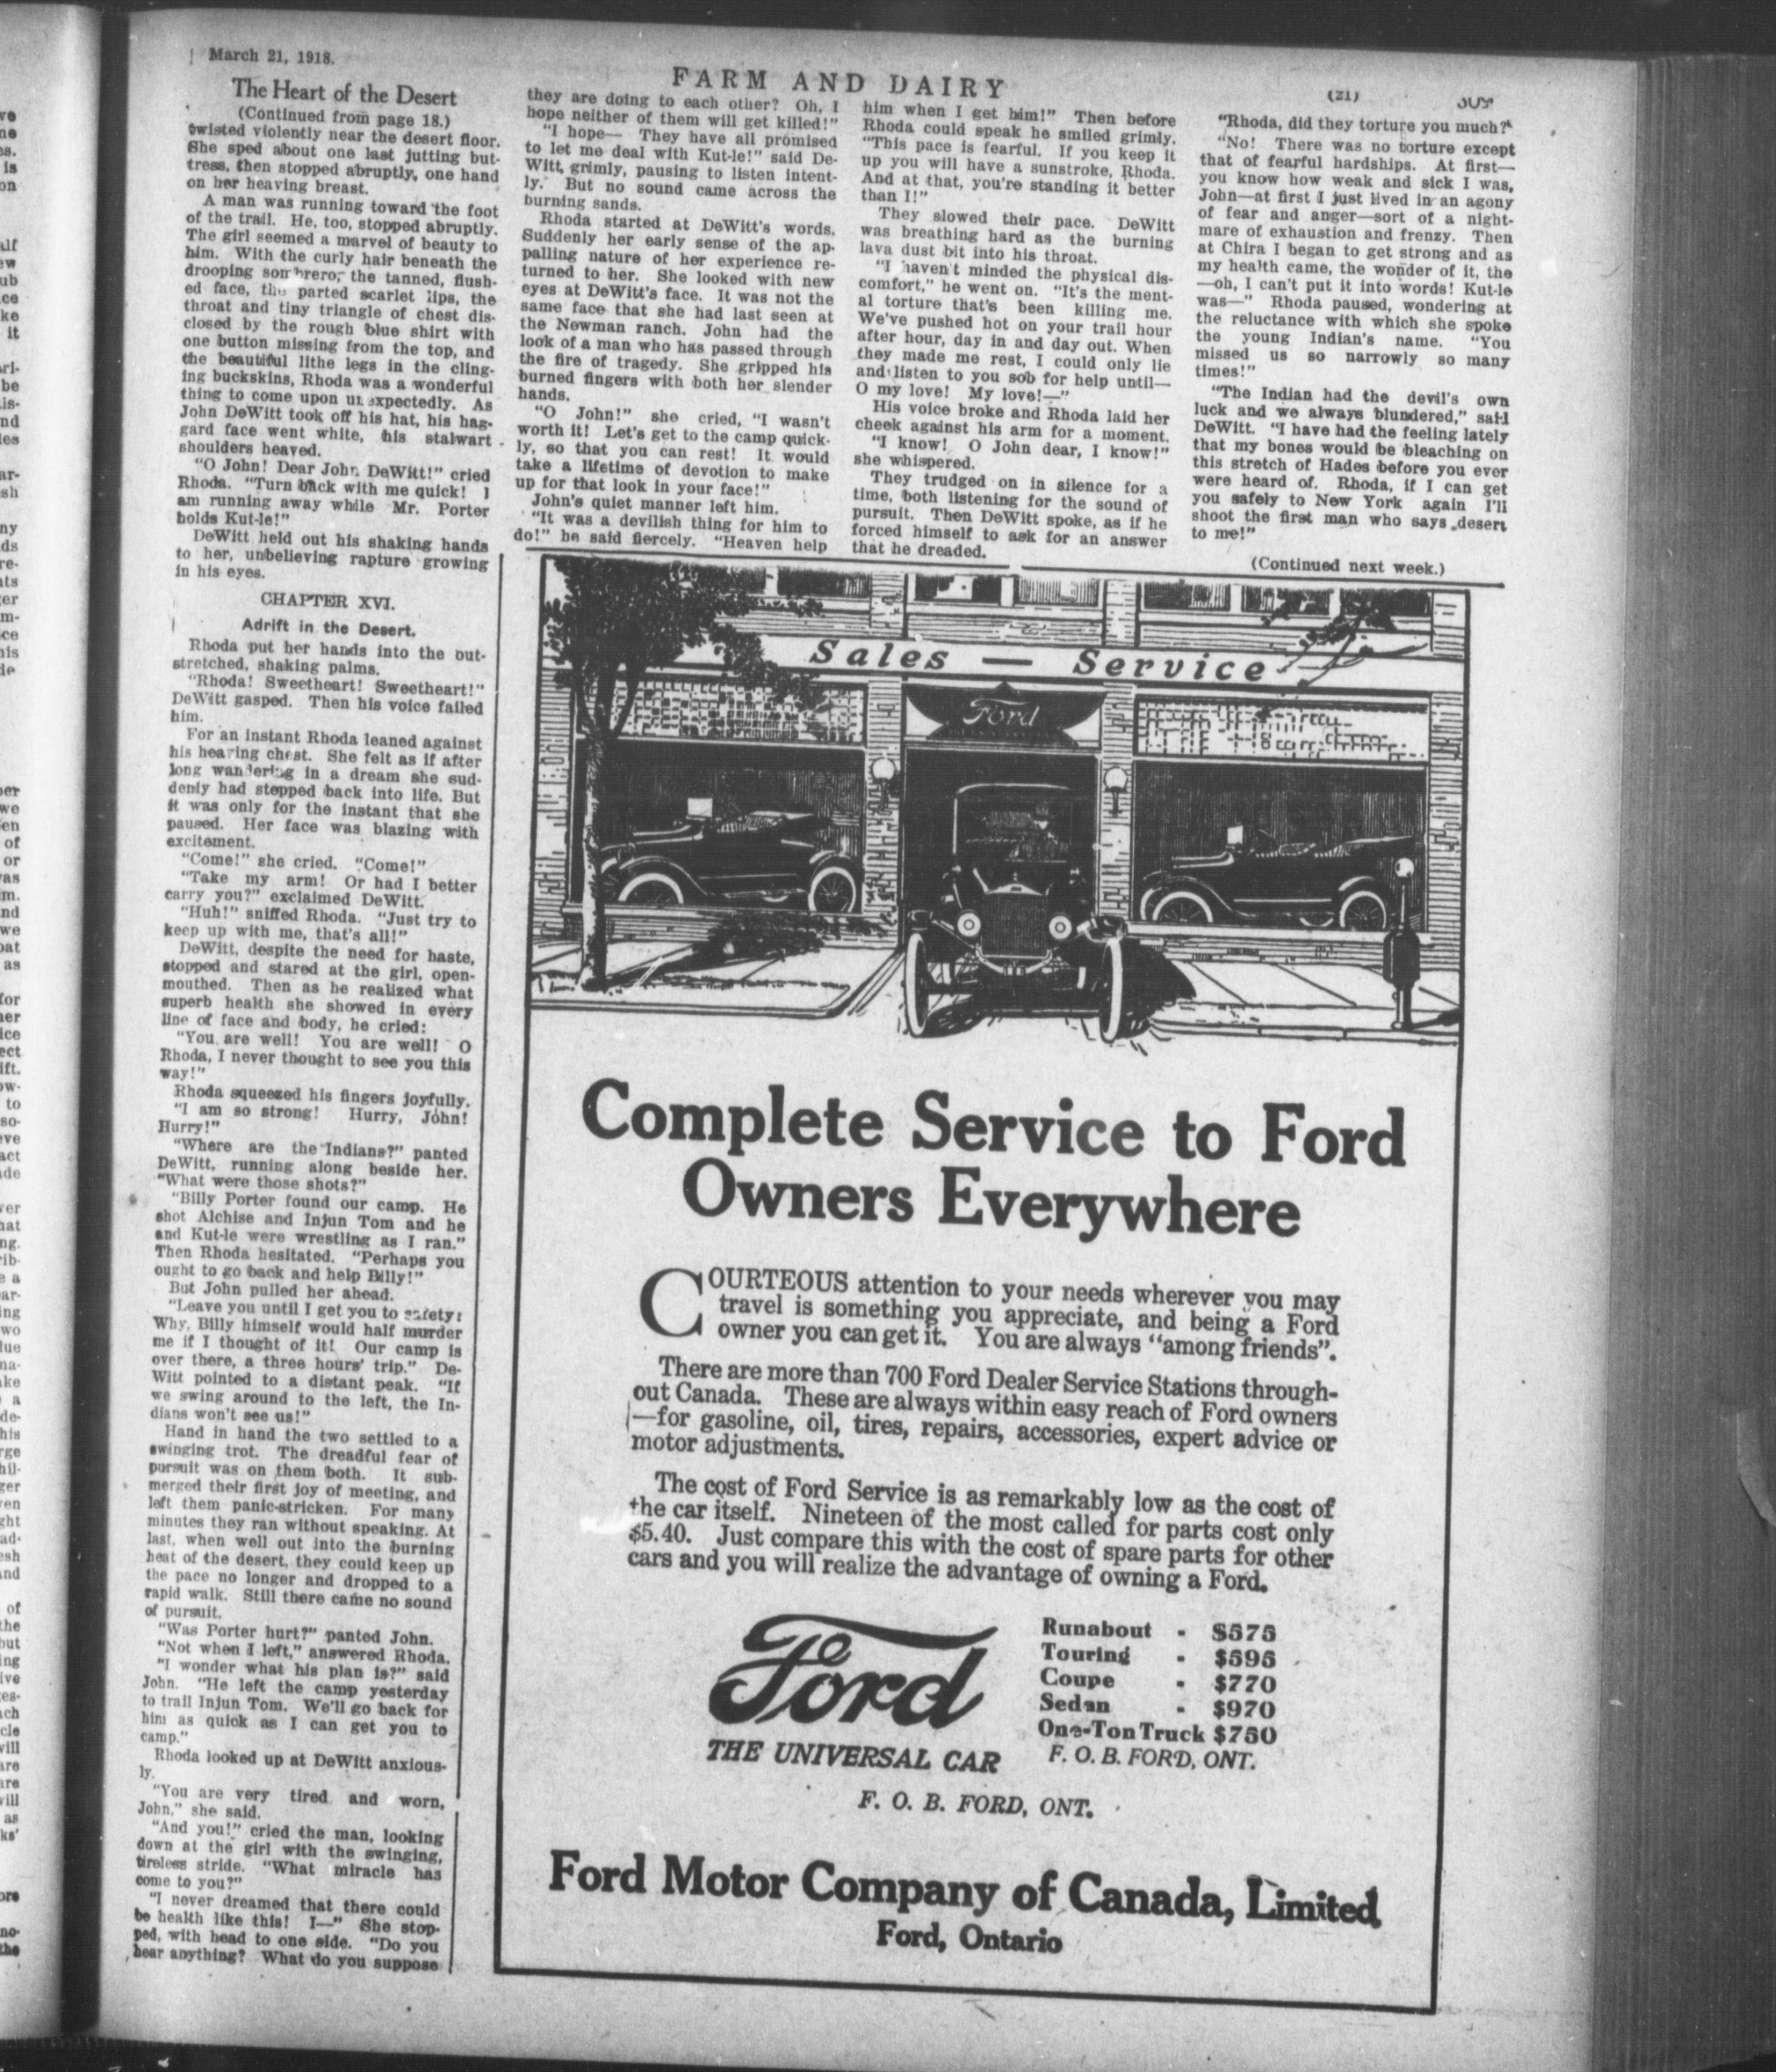 March 21, 1918.
FARM AND DAIRY
(21)
309
The Heart of the Desert
(Continued from page 18.)
twisted violently near the desert floor.
She sped about one last jutting but-
tress, then stopped abruptly, one hand
on her heaving breast.
A man was running toward the foot
of the trail. He, too, stopped abruptly.
The girl seemed a marvel of beauty to
him. With the curly hair beneath the
drooping sombrero, the tanned, flush-
ed face, the parted scarlet lips, the
throat and tiny triangle of chest dis-
closed by the rough blue shirt with
one button missing from the top, and
the beautiful lithe legs in the cling-
ing buckskins, Rhoda was a wonderful
thing to come upon unexpectedly. As
John DeWitt took off his hat, his hag-
gard face went white, his stalwart
shoulders heaved.
"O John! Dear John DeWitt!" cried
Rhoda. "Turn back with me quick! I
am running away while Mr. Porter
holds Kut-le!"
DeWitt held out his shaking hands
to her, unbelieving rapture growing
in his eyes.
CHAPTER XVI.
Adrift in the Desert.
Rhoda put her hands into the out-
stretched, shaking palms.
"Rhoda! Sweetheart! Sweetheart!"
DeWitt gasped. Then his voice failed
him.
For an instant Rhoda leaned against
his heaving chest. She felt as if after
long wandering in a dream she sud-
denly had stepped back into life. But
it was only for the instant that she
paused. Her face was blazing with
excitement.
"Come!" she cried. "Come!"
"Take my arm! Or had I better
carry you?" exclaimed DeWitt.
"Huh!" sniffed Rhoda. "Just try to
keep up with me, that's all!"
DeWitt, despite the need for haste,
stopped and stared at the girl, open-
mouthed. Then as he realized what
superb health she showed in every
line of face and body, he cried:
"You are well! You are well! O
Rhoda, I never thought to see you this
way!"
Rhoda squeezed his fingers joyfully.
"I am so strong! Hurry, John!
Hurry!"
"Where are the Indians?" panted
DeWitt, running along beside her.
"What were those shots?"
"Billy Porter found our camp. He
shot Alchise and Injun Tom and he
and Kut-le were wrestling as I ran."
Then Rhoda hesitated. "Perhaps you
ought to go back and help Billy!"
But John pulled her ahead.
"Leave you until I get you to safety!
Why, Billy himself would half murder
me if I thought of it! Our camp is
over there, a three hours' trip." De-
Witt pointed to a distant peak. "If
we swing around to the left, the In-
dians won't see us!"
Hand in hand the two settled to a
swinging trot. The dreadful fear of
pursuit was on them both. It sub-
merged their first joy of meeting, and
left them panic-stricken. For many
minutes they ran without speaking. At
last, when well out into the burning
heat of the desert, they could keep up
the pace no longer and dropped to a
rapid walk. Still there came no sound
of pursuit.
"Was Porter hurt?" panted John.
"Not when I left," answered Rhoda.
"I wonder what his plan is?" said
John. "He left the camp yesterday
to trail Injun Tom. We'll go back for
him as quick as I can get you to
camp."
Rhoda looked up at DeWitt anxious-
ly.
"You are very tired and worn,
John," she said.
"And you!" cried the man, looking
down at the girl with the swinging,
tireless stride. "What miracle has
come to you?"
"I never dreamed that there could
be health like this! I—" She stop-
ped, with head to one side. "Do you
hear anything? What do you suppose
they are doing to each other? Oh, I
hope neither of them will get killed!"
"I hope— They have all promised
to let me deal with Kut-le!" said De-
Witt, grimly, pausing to listen intent-
ly. But no sound came across the
burning sands.
Rhoda started at DeWitt's words.
Suddenly her early sense of the ap-
palling nature of her experience re-
turned to her. She looked with new
eyes at DeWitt's face. It was not the
same face that she had last seen at
the Newman ranch. John had the
look of a man who has passed through
the fire of tragedy. She gripped his
burned fingers with both her slender
hands.
"O John!" she cried, "I wasn't
worth it! Let's get to the camp quick-
ly, so that you can rest! It would
take a lifetime of devotion to make
up for that look in your face!"
John's quiet manner left him.
"It was a devilish thing for him to
do!" he said fiercely. "Heaven help
him when I get him!" Then before
Rhoda could speak he smiled grimly.
"This pace is fearful. If you keep it
up you will have a sunstroke, Rhoda.
And at that, you're standing it better
than I!"
They slowed their pace. DeWitt
was breathing hard as the burning
lava dust bit into his throat.
"I haven't minded the physical dis-
comfort," he went on. "It's the ment-
al torture that's been killing me.
We've pushed hot on your trail hour
after hour, day in and day out. When
they made me rest, I could only lie
and listen to you sob for help until—
O my love! My love!—"
His voice broke and Rhoda laid her
cheek against his arm for a moment.
"I know! O John dear, I know!"
she whispered.
They trudged on in silence for a
time, both listening for the sound of
pursuit. Then DeWitt spoke, as if he
forced himself to ask for an answer
that he dreaded.
"Rhoda, did they torture you much?"
"No! There was no torture except
that of fearful hardships. At first—
you know how weak and sick I was,
John—at first I just lived in an agony
of fear and anger—sort of a night-
mare of exhaustion and frenzy. Then
at Chira I began to get strong and as
my health came, the wonder of it, the
—oh, I can't put it into words! Kut-le
was—" Rhoda paused, wondering at
the reluctance with which she spoke
the young Indian's name. "You
missed us so narrowly so many
times!"
"The Indian had the devil's own
luck and we always blundered," said
DeWitt. "I have had the feeling lately
that my bones would be bleaching on
this stretch of Hades before you ever
were heard of. Rhoda, if I can get
you safely to New York again I'll
shoot the first man who says desert
to me!"
(Continued next week.)
Sales — Service
Ford
Complete Service to Ford
Owners Everywhere
COURTEOUS attention to your needs wherever you may
travel is something you appreciate, and being a Ford
owner you can get it. You are always "among friends".
There are more than 700 Ford Dealer Service Stations through-
out Canada. These are always within easy reach of Ford owners
—for gasoline, oil, tires, repairs, accessories, expert advice or
motor adjustments.
The cost of Ford Service is as remarkably low as the cost of
the car itself. Nineteen of the most called for parts cost only
$5.40. Just compare this with the cost of spare parts for other
cars and you will realize the advantage of owning a Ford.
Ford
THE UNIVERSAL CAR
F. O. B. FORD, ONT.
Runabout - $575
Touring - $595
Coupe - $770
Sedan - $970
One-Ton Truck $750
F. O. B. FORD, ONT.
Ford Motor Company of Canada, Limited
Ford, Ontario